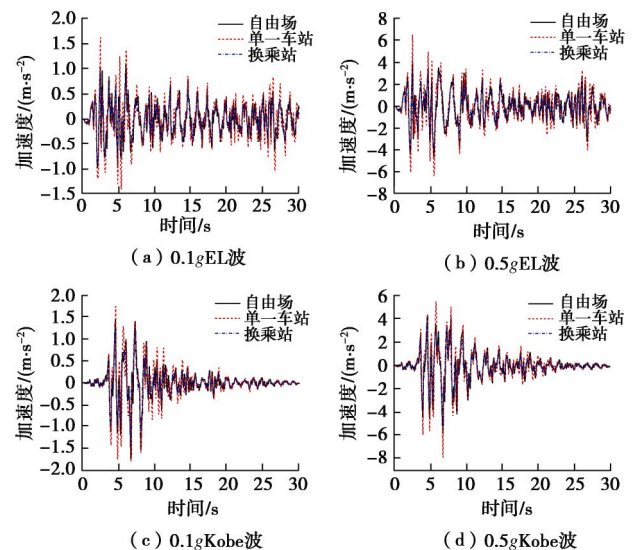 2.0
1.5
1.0
0.5
0
−0.5
−1.0
−1.5
加速度/(m·s⁻²)
自由场
单一车站
换乘站
0 5 10 15 20 25 30
时间/s
(a) 0.1gEL波
8
6
4
2
0
−2
−4
−6
−8
加速度/(m·s⁻²)
自由场
单一车站
换乘站
0 5 10 15 20 25 30
时间/s
(b) 0.5gEL波
2.0
1.5
1.0
0.5
0
−0.5
−1.0
−1.5
−2.0
加速度/(m·s⁻²)
自由场
单一车站
换乘站
0 5 10 15 20 25 30
时间/s
(c) 0.1gKobe波
6
4
2
0
−2
−4
−6
−8
加速度/(m·s⁻²)
自由场
单一车站
换乘站
0 5 10 15 20 25 30
时间/s
(d) 0.5gKobe波